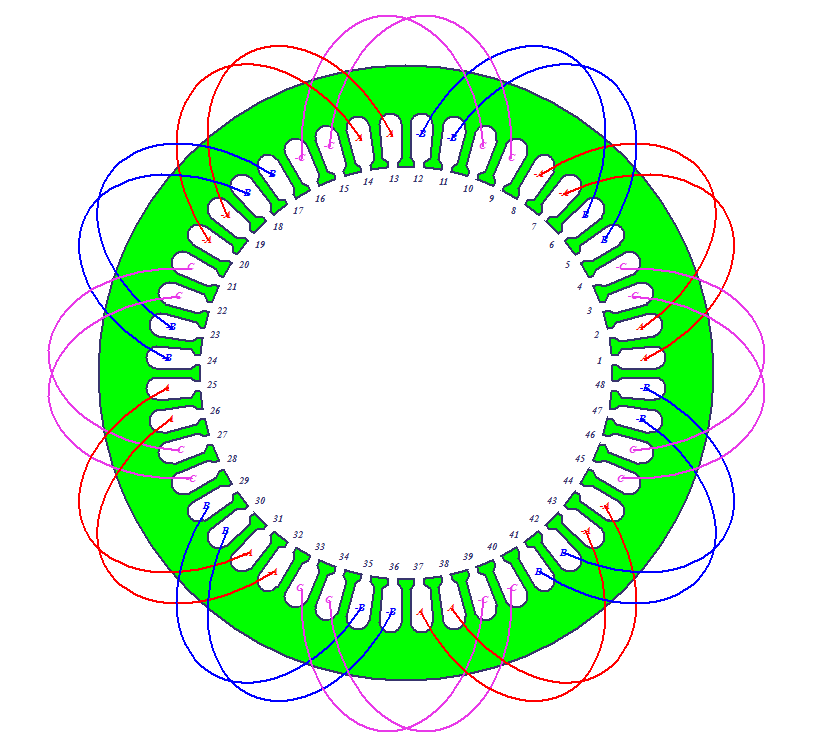 -B -B
A A
C C
-C -C
-A -A
B B
12 11 10 9 8 7 6 5 4 3 2 1
13 14 15 16 17 18 19 20 21 22 23 24
B B
-A -A
-C -C
C C
-B -B
A A
A A
-C -C
B B
-A -A
25 26 27 28 29 30 31 32 33 34 35 36
48 47 46 45 44 43 42 41 40 39 38 37
-B -B
C C
-A -A
B B
C C
-B -B
A A
-C -C